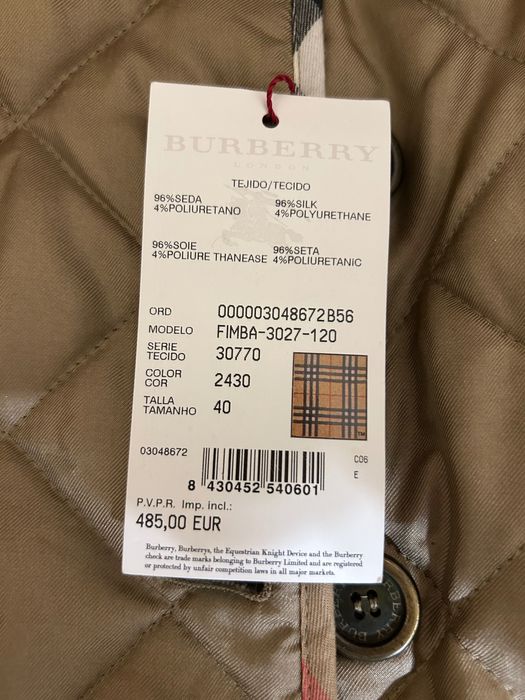 BURBERRY
LONDON
TEJIDO/TECIDO
96%SEDA 96%SILK
4%POLIURETANO 4%POLYURETHANE
96%SOIE 96%SETA
4%POLIURE THANEASE 4%POLIURETANIC
ORD 000003048672B56
MODELO FIMBA-3027-120
SERIE
TECIDO 30770
COLOR
COR 2430
TALLA
TAMANHO 40
TM
03048672 C06
E
8 430452 540601
P.V.P.R. Imp. incl.:
485,00 EUR
Burberry, Burberrys, the Equestrian Knight Device and the Burberry
check are trade marks belonging to Burberry Limited and are registered
or protected by unfair competition laws in all major markets.
BURBERRY